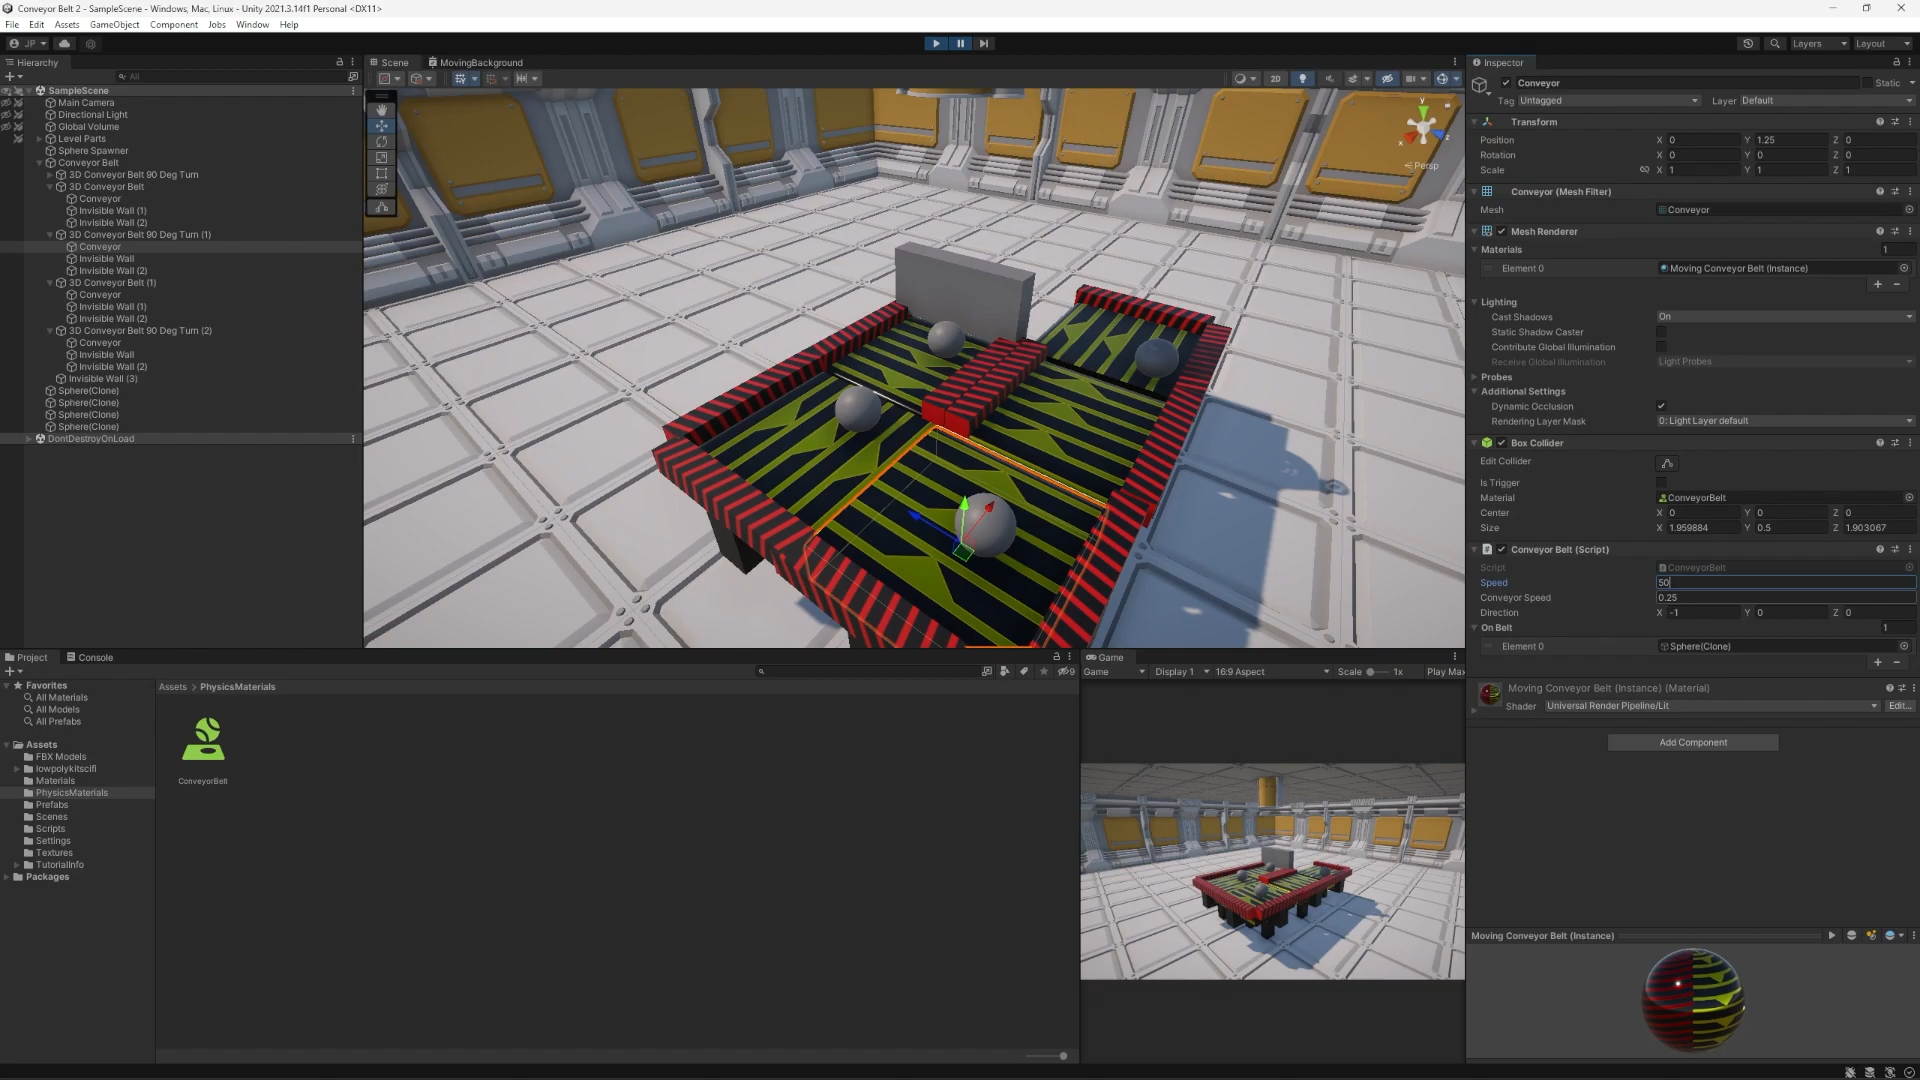 Conveyor Belt 2 - SampleScene - Windows, Mac, Linux - Unity 2021.3.14f1 Personal <DX11>
File Edit Assets GameObject Component Jobs Window Help
JP Layers Layout
Hierarchy
All
SampleScene
Main Camera
Directional Light
Global Volume
Level Parts
Sphere Spawner
Conveyor Belt
3D Conveyor Belt 90 Deg Turn
3D Conveyor Belt
Conveyor
Invisible Wall (1)
Invisible Wall (2)
3D Conveyor Belt 90 Deg Turn (1)
Conveyor
Invisible Wall
Invisible Wall (2)
3D Conveyor Belt (1)
Conveyor
Invisible Wall (1)
Invisible Wall (2)
3D Conveyor Belt 90 Deg Turn (2)
Conveyor
Invisible Wall
Invisible Wall (2)
Invisible Wall (3)
Sphere(Clone)
Sphere(Clone)
Sphere(Clone)
Sphere(Clone)
DontDestroyOnLoad
Scene MovingBackground
2D
y
x z
Persp
Inspector
Conveyor Static
Tag Untagged Layer Default
Transform
Position X 0 Y 1.25 Z 0
Rotation X 0 Y 0 Z 0
Scale X 1 Y 1 Z 1
Conveyor (Mesh Filter)
Mesh Conveyor
Mesh Renderer
Materials 1
Element 0 Moving Conveyor Belt (Instance)
Lighting
Cast Shadows On
Static Shadow Caster
Contribute Global Illumination
Receive Global Illumination Light Probes
Probes
Additional Settings
Dynamic Occlusion
Rendering Layer Mask 0: Light Layer default
Box Collider
Edit Collider
Is Trigger
Material ConveyorBelt
Center X 0 Y 0 Z 0
Size X 1.959884 Y 0.5 Z 1.903067
Conveyor Belt (Script)
Script ConveyorBelt
Speed 50
Conveyor Speed 0.25
Direction X -1 Y 0 Z 0
On Belt 1
Element 0 Sphere(Clone)
Moving Conveyor Belt (Instance) (Material)
Shader Universal Render Pipeline/Lit Edit...
Add Component
Moving Conveyor Belt (Instance)
Project Console
9
Favorites
All Materials
All Models
All Prefabs
Assets
FBX Models
lowpolykitscifi
Materials
PhysicsMaterials
Prefabs
Scenes
Scripts
Settings
Textures
TutorialInfo
Packages
Assets > PhysicsMaterials
ConveyorBelt
Game
Game Display 1 16:9 Aspect Scale 1x Play Max